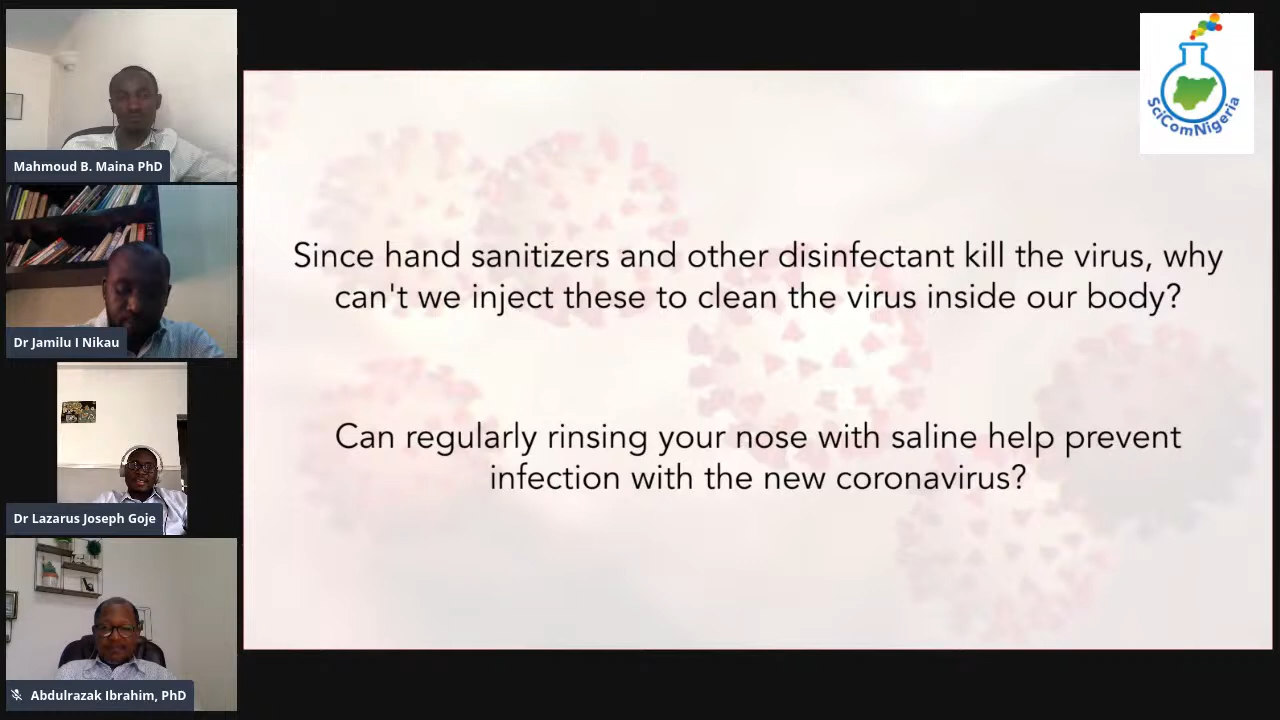 Mahmoud B. Maina PhD
Dr Jamilu I Nikau
Dr Lazarus Joseph Goje
Abdulrazak Ibrahim, PhD
SciComNigeria
Since hand sanitizers and other disinfectant kill the virus, why
can't we inject these to clean the virus inside our body?
Can regularly rinsing your nose with saline help prevent
infection with the new coronavirus?